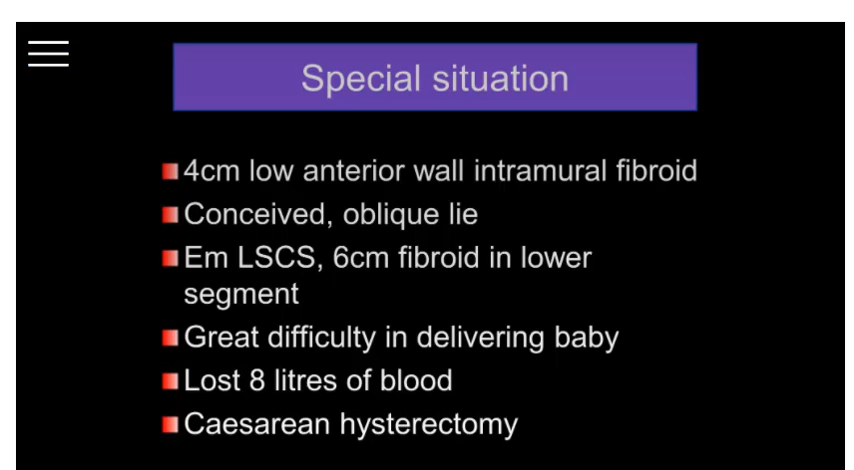 Special situation
4cm low anterior wall intramural fibroid
Conceived, oblique lie
Em LSCS, 6cm fibroid in lower
segment
Great difficulty in delivering baby
Lost 8 litres of blood
Caesarean hysterectomy